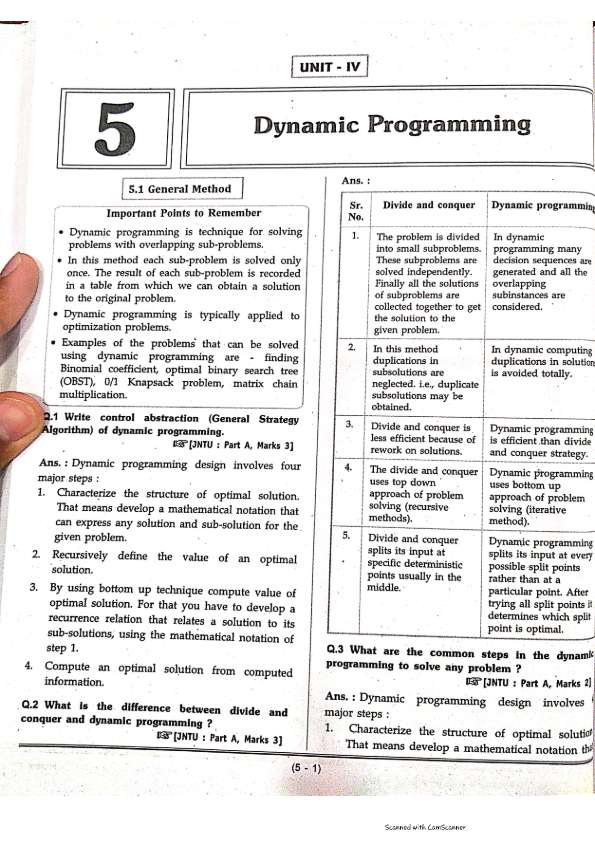 UNIT - IV
5
Dynamic Programming
5.1 General Method
Important Points to Remember
• Dynamic programming is technique for solving
problems with overlapping sub-problems.
• In this method each sub-problem is solved only
once. The result of each sub-problem is recorded
in a table from which we can obtain a solution
to the original problem.
• Dynamic programming is typically applied to
optimization problems.
• Examples of the problems that can be solved
using dynamic programming are - finding
Binomial coefficient, optimal binary search tree
(OBST), 0/1 Knapsack problem, matrix chain
multiplication.
Q.1 Write control abstraction (General Strategy
Algorithm) of dynamic programming.
☞[JNTU : Part A, Marks 3]
Ans. : Dynamic programming design involves four
major steps :
1. Characterize the structure of optimal solution.
That means develop a mathematical notation that
can express any solution and sub-solution for the
given problem.
2. Recursively define the value of an optimal
solution.
3. By using bottom up technique compute value of
optimal solution. For that you have to develop a
recurrence relation that relates a solution to its
sub-solutions, using the mathematical notation of
step 1.
4. Compute an optimal solution from computed
information.
Q.2 What is the difference between divide and
conquer and dynamic programming ?
☞[JNTU : Part A, Marks 3]
Ans. :
Sr. No. Divide and conquer Dynamic programming
1. The problem is divided
into small subproblems.
These subproblems are
solved independently.
Finally all the solutions
of subproblems are
collected together to get
the solution to the
given problem.
In dynamic
programming many
decision sequences are
generated and all the
overlapping
subinstances are
considered.
2. In this method
duplications in
subsolutions are
neglected. i.e., duplicate
subsolutions may be
obtained.
In dynamic computing
duplications in solution
is avoided totally.
3. Divide and conquer is
less efficient because of
rework on solutions.
Dynamic programming
is efficient than divide
and conquer strategy.
4. The divide and conquer
uses top down
approach of problem
solving (recursive
methods).
Dynamic programming
uses bottom up
approach of problem
solving (iterative
method).
5. Divide and conquer
splits its input at
specific deterministic
points usually in the
middle.
Dynamic programming
splits its input at every
possible split points
rather than at a
particular point. After
trying all split points it
determines which split
point is optimal.
Q.3 What are the common steps in the dynamic
programming to solve any problem ?
☞[JNTU : Part A, Marks 2]
Ans. : Dynamic programming design involves
major steps :
1. Characterize the structure of optimal solution
That means develop a mathematical notation
(5 - 1)
Scanned with CamScanner